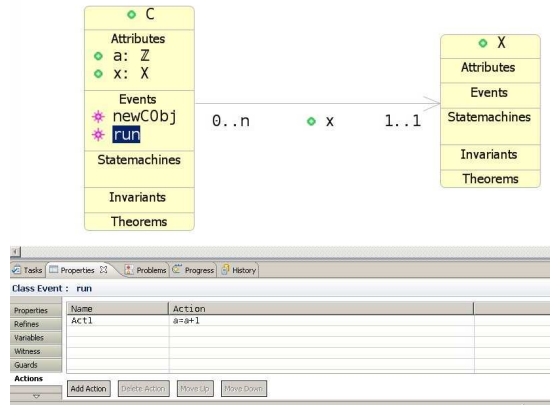 C
Attributes
a: ℤ
x: X
Events
newCObj
run
Statemachines
Invariants
Theorems
0..n
x
1..1
X
Attributes
Events
Statemachines
Invariants
Theorems
Tasks
Properties
Problems
Progress
History
Class Event : run
Properties
Refines
Variables
Witness
Guards
Actions
Name
Action
Act1
a=a+1
Add Action
Delete Action
Move Up
Move Down